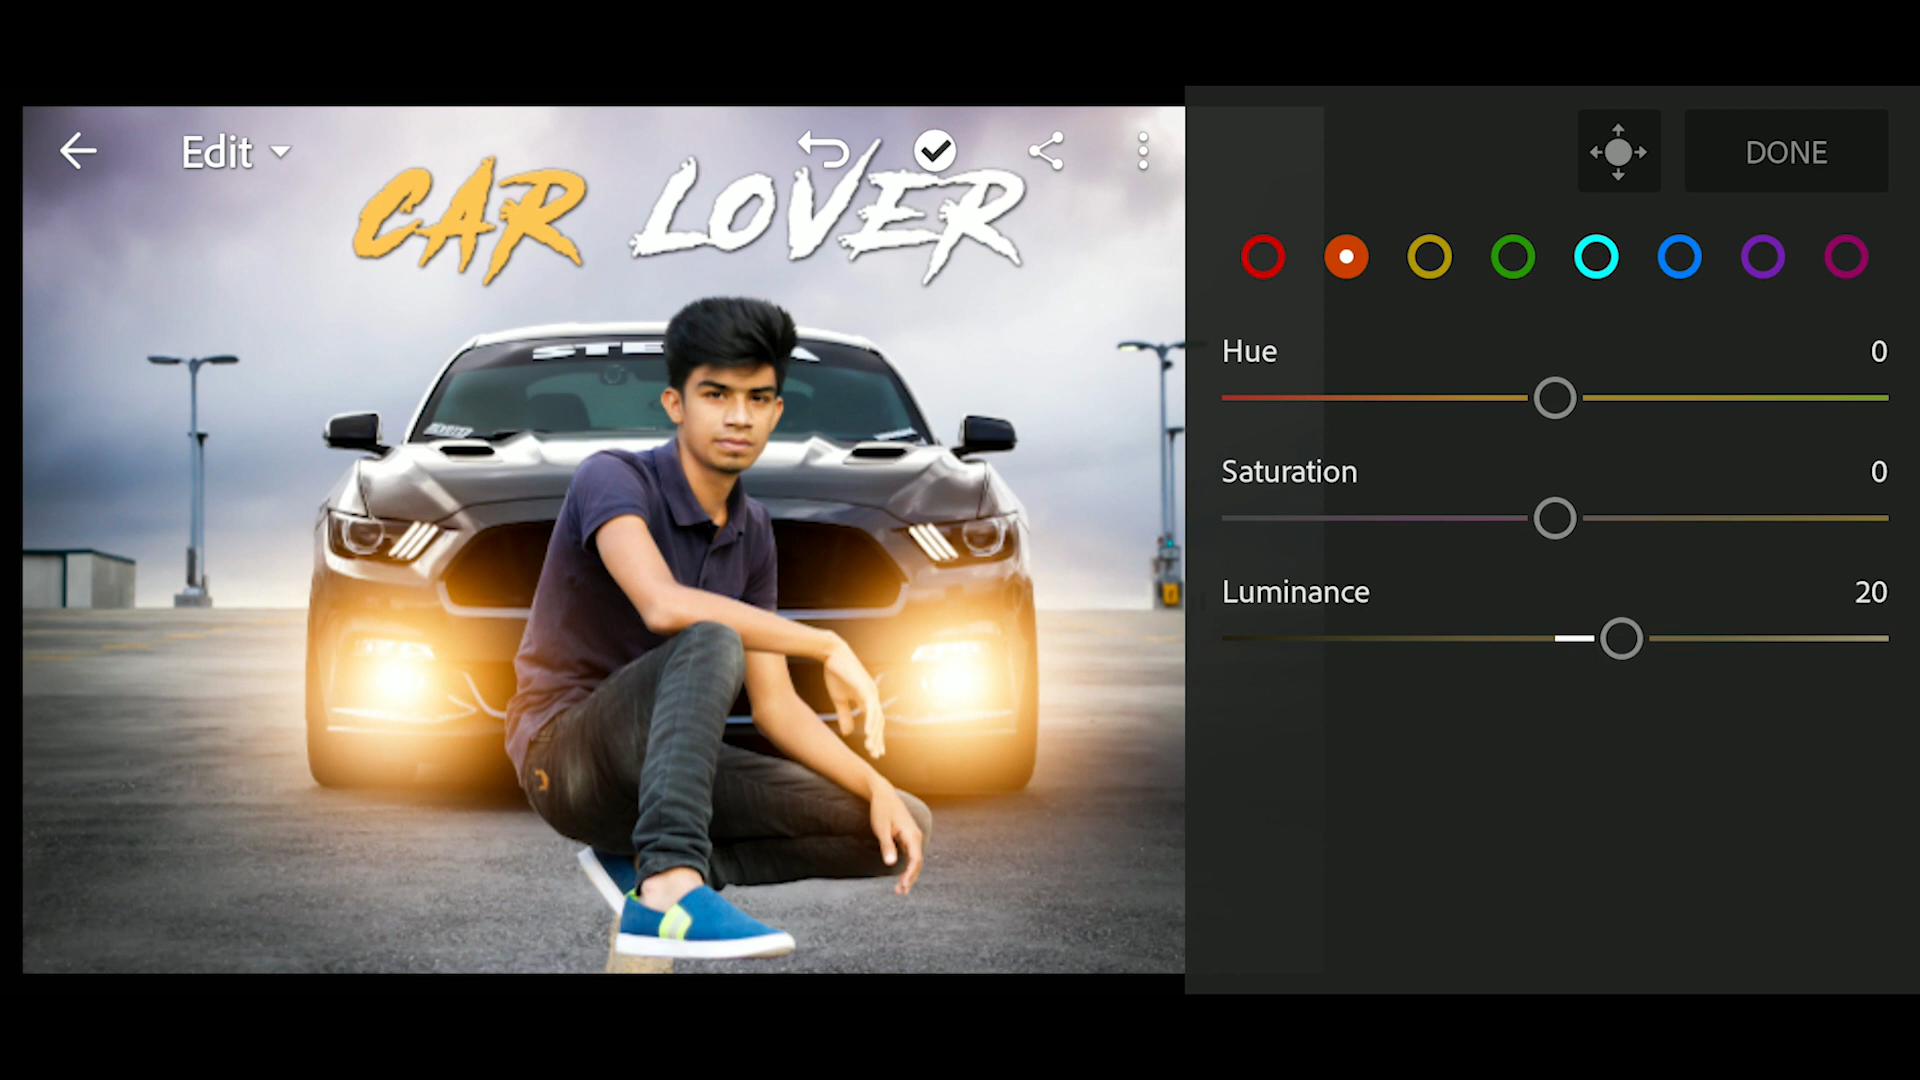 Edit
CAR LOVER
DONE
Hue 0
Saturation 0
Luminance 20